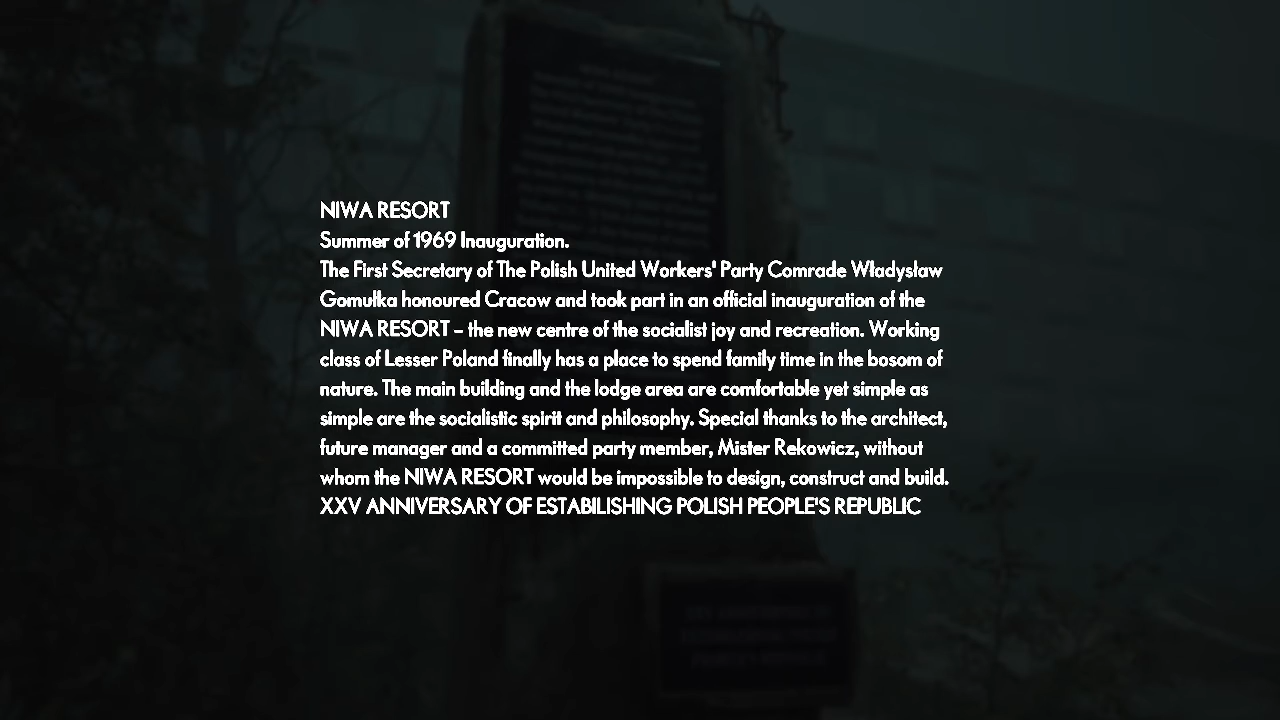 NIWA RESORT
Summer of 1969 Inauguration.
The First Secretary of The Polish United Workers' Party Comrade Władysław
Gomułka honoured Cracow and took part in an official inauguration of the
NIWA RESORT – the new centre of the socialist joy and recreation. Working
class of Lesser Poland finally has a place to spend family time in the bosom of
nature. The main building and the lodge area are comfortable yet simple as
simple are the socialistic spirit and philosophy. Special thanks to the architect,
future manager and a committed party member, Mister Rekowicz, without
whom the NIWA RESORT would be impossible to design, construct and build.
XXV ANNIVERSARY OF ESTABILISHING POLISH PEOPLE'S REPUBLIC